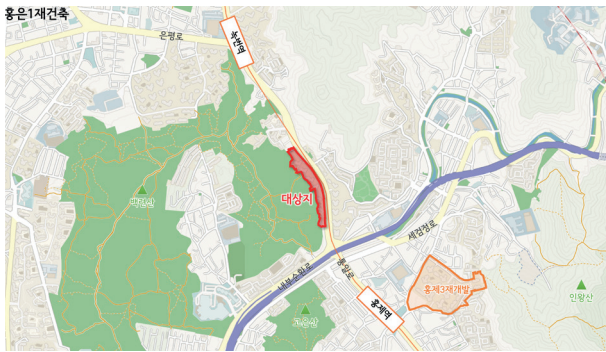 홍은1재건축
은평로
녹번역
백련산
대상지
세검정로
내부순환로
통일로
홍제역
홍제3재개발
고은산
인왕산